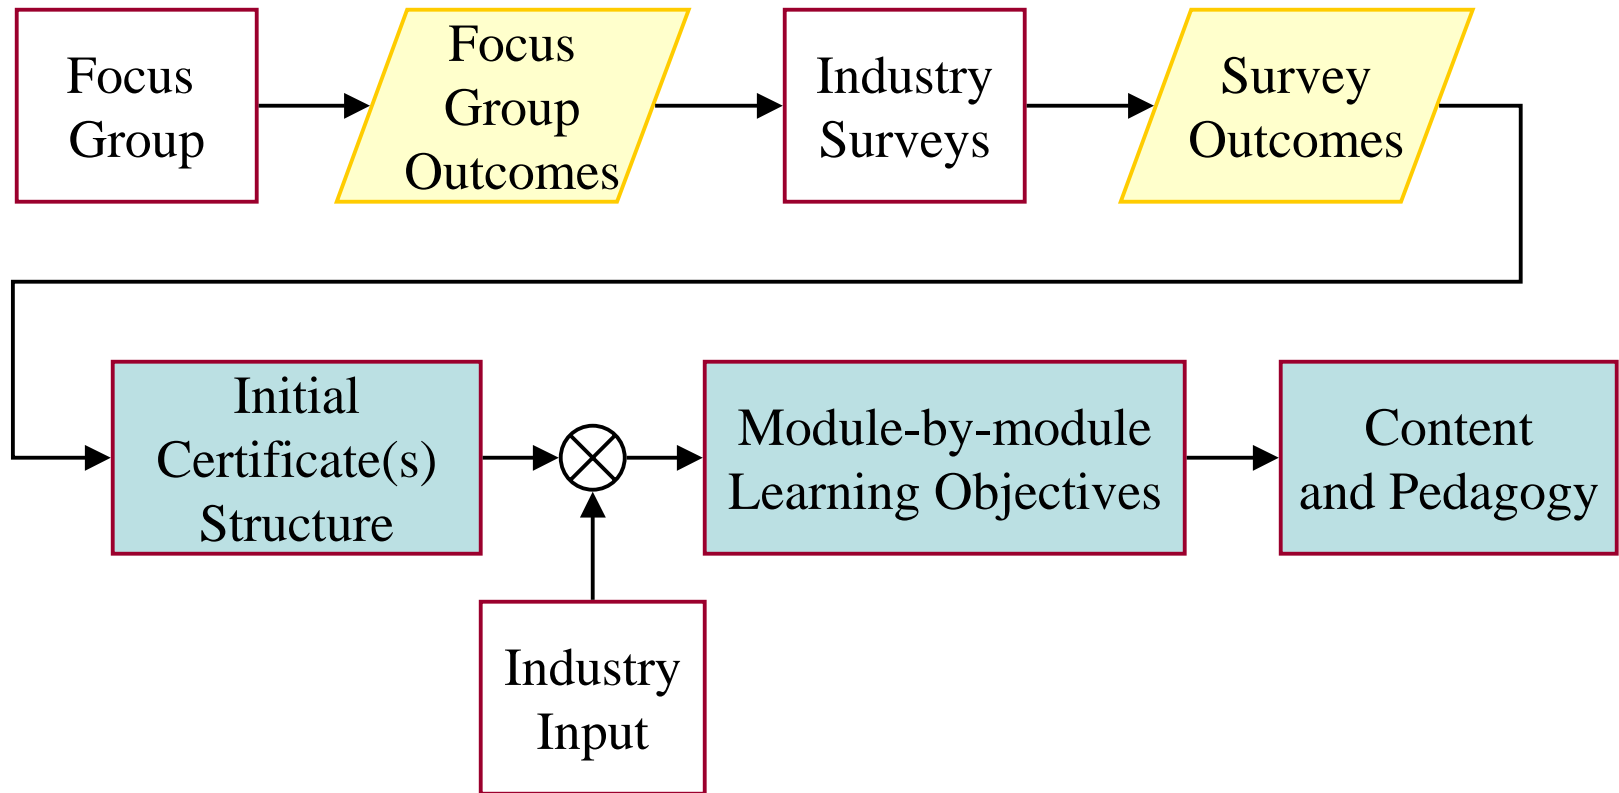 Focus
Group
Focus
Group
Outcomes
Industry
Surveys
Survey
Outcomes
Initial
Certificate(s)
Structure
Module-by-module
Learning Objectives
Content
and Pedagogy
Industry
Input